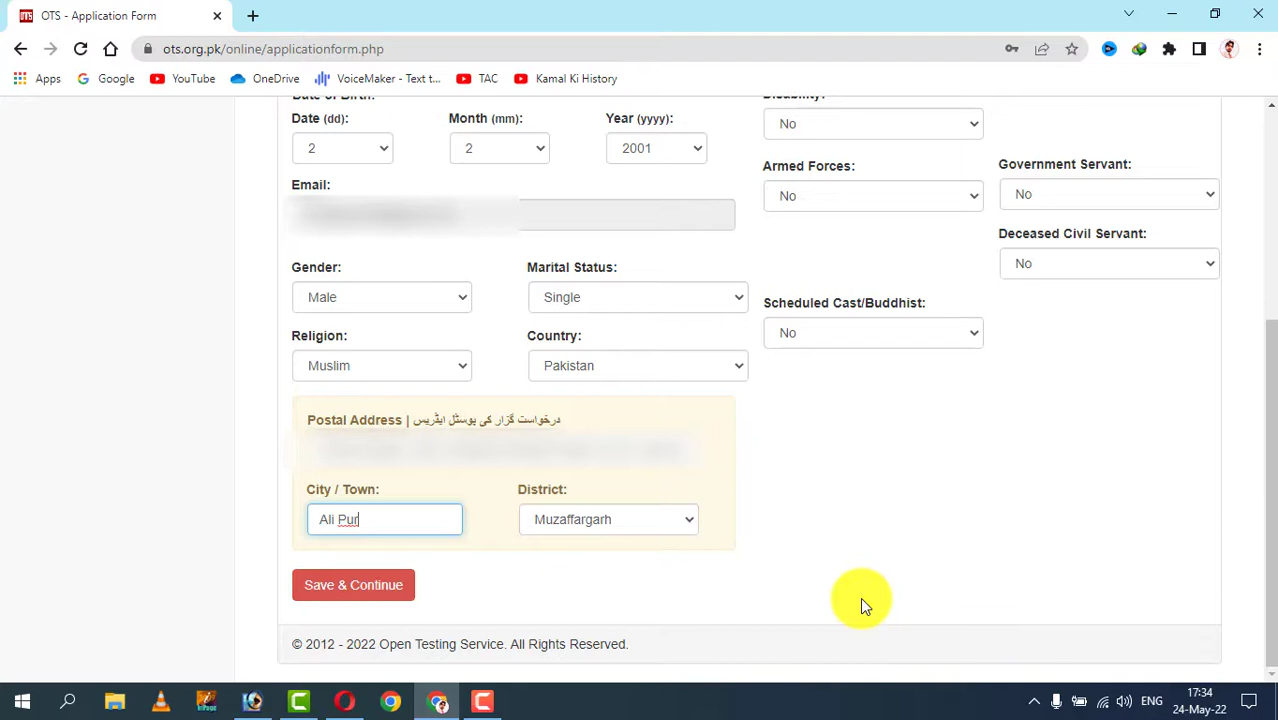 OTS - Application Form
ots.org.pk/online/applicationform.php
Apps Google YouTube OneDrive VoiceMaker - Text t... TAC Kamal Ki History
Date of Birth:
Disability:
Date (dd): Month (mm): Year (yyyy):
2 2 2001
No
Armed Forces: Government Servant:
No No
Email:
Deceased Civil Servant:
No
Gender: Marital Status:
Male Single
Scheduled Cast/Buddhist:
No
Religion: Country:
Muslim Pakistan
Postal Address | درخواست گزار کی پوسٹل ایڈریس
City / Town: District:
Ali Pur Muzaffargarh
Save & Continue
© 2012 - 2022 Open Testing Service. All Rights Reserved.
ENG
17:34
24-May-22